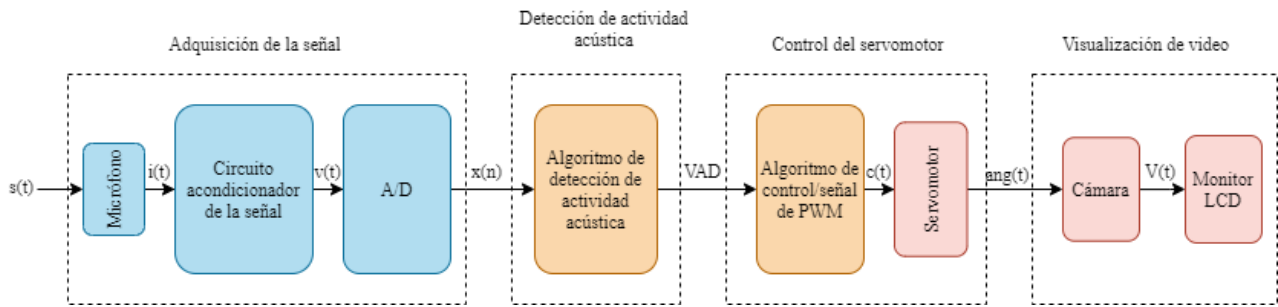 Adquisición de la señal
Detección de actividad
acústica
Control del servomotor
Visualización de video
s(t)
Micrófono
i(t)
Circuito
acondicionador
de la señal
v(t)
A/D
x(n)
Algoritmo de
detección de
actividad
acústica
VAD
Algoritmo de
control/señal
de PWM
c(t)
Servomotor
ang(t)
Cámara
V(t)
Monitor
LCD